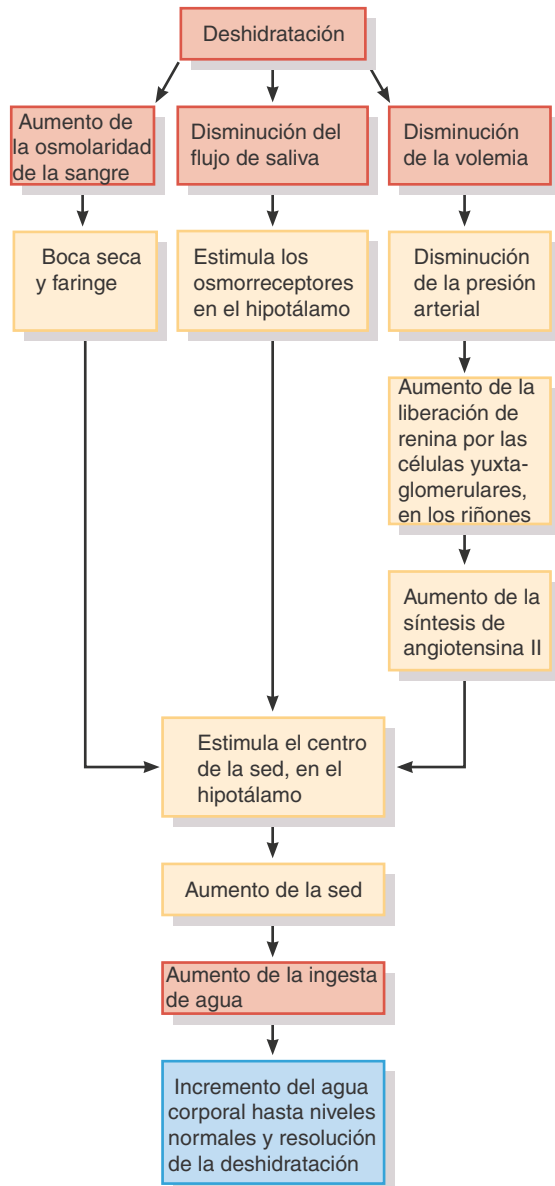 Deshidratación
Aumento de
la osmolaridad
de la sangre
Disminución del
flujo de saliva
Disminución
de la volemia
Boca seca
y faringe
Estimula los
osmorreceptores
en el hipotálamo
Disminución
de la presión
arterial
Aumento de la
liberación de
renina por las
células yuxta-
glomerulares,
en los riñones
Aumento de la
síntesis de
angiotensina II
Estimula el centro
de la sed, en el
hipotálamo
Aumento de la sed
Aumento de la ingesta
de agua
Incremento del agua
corporal hasta niveles
normales y resolución
de la deshidratación